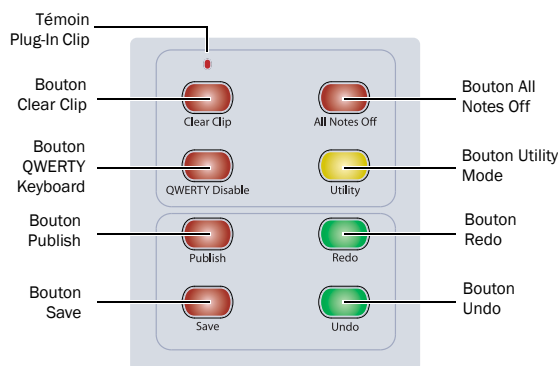 Témoin
Plug-In Clip
Bouton
Clear Clip
Bouton
QWERTY
Keyboard
Bouton
Publish
Bouton
Save
Clear Clip
All Notes Off
QWERTY Disable
Utility
Publish
Redo
Save
Undo
Bouton All
Notes Off
Bouton Utility
Mode
Bouton
Redo
Bouton
Undo